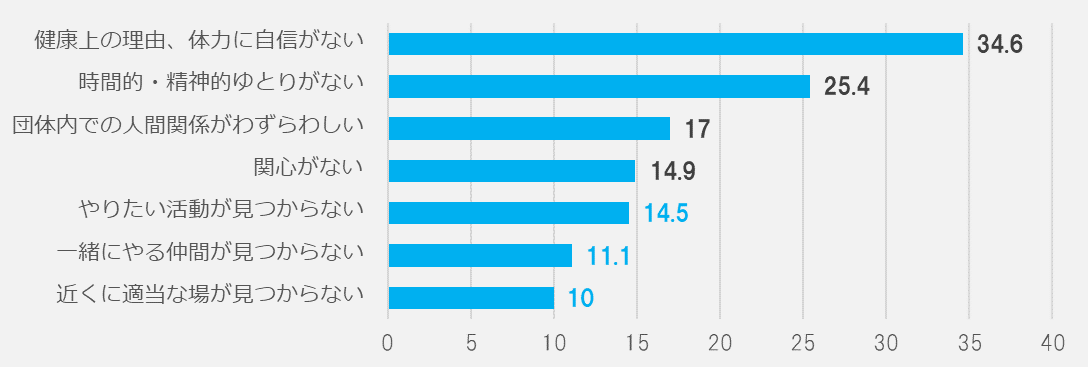 健康上の理由、体力に自信がない 34.6
時間的・精神的ゆとりがない 25.4
団体内での人間関係がわずらわしい 17
関心がない 14.9
やりたい活動が見つからない 14.5
一緒にやる仲間が見つからない 11.1
近くに適当な場が見つからない 10
0 5 10 15 20 25 30 35 40